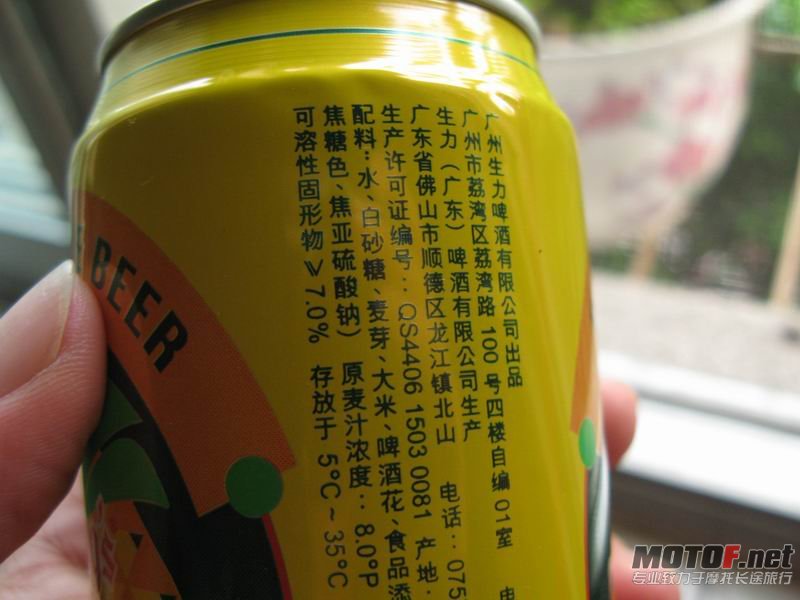 广州生力啤酒有限公司出品
广州市荔湾区荔湾路 100 号四楼自编 01室 电
生力（广东）啤酒有限公司生产
广东省佛山市顺德区龙江镇北山 电话：075
生产许可证编号：QS4406 1503 0081 产地：
配料：水、白砂糖、麦芽、大米、啤酒花、食品添
焦糖色、焦亚硫酸钠） 原麦汁浓度：8.0°P
可溶性固形物≥7.0% 存放于 5°C～35°C
BEER
MOTOF.net
专业致力于摩托长途旅行